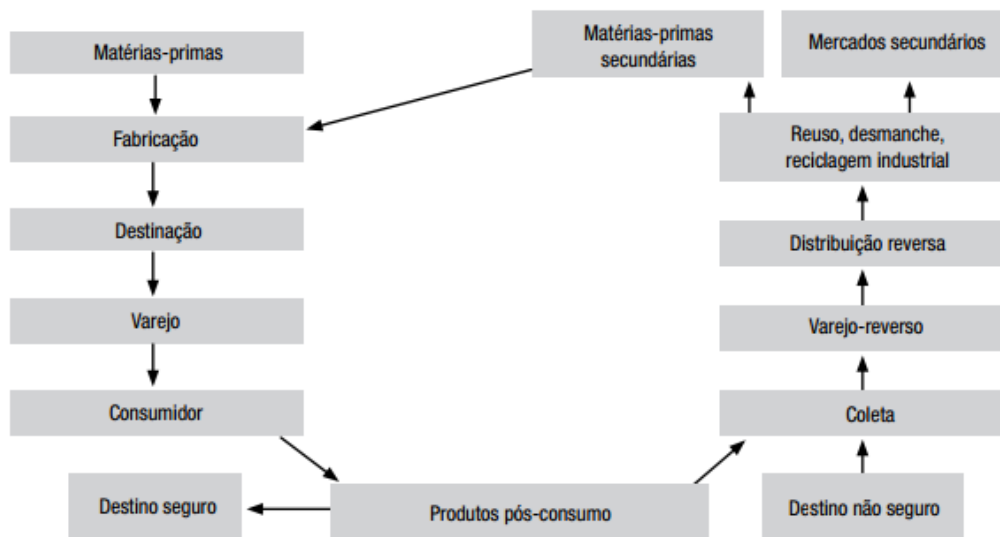 Matérias-primas
Fabricação
Destinação
Varejo
Consumidor
Destino seguro
Produtos pós-consumo
Matérias-primas
secundárias
Mercados secundários
Reuso, desmanche,
reciclagem industrial
Distribuição reversa
Varejo-reverso
Coleta
Destino não seguro